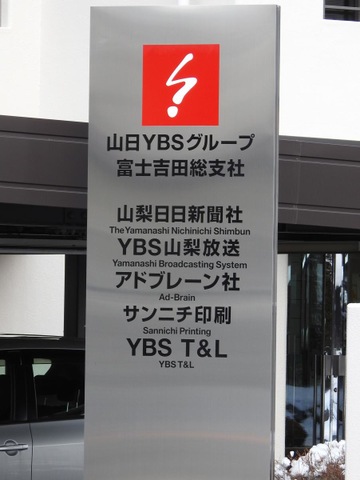 山日YBSグループ
富士吉田総支社
山梨日日新聞社
The Yamanashi Nichinichi Shimbun
YBS山梨放送
Yamanashi Broadcasting System
アドブレーン社
Ad-Brain
サンニチ印刷
Sannichi Printing
YBS T&L
YBS T&L